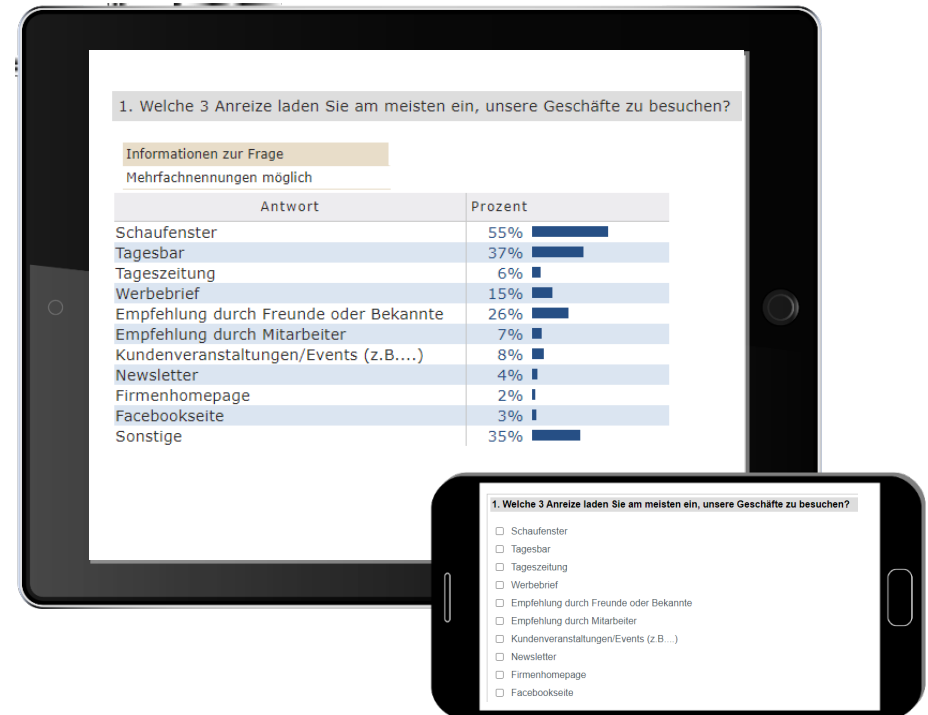 1. Welche 3 Anreize laden Sie am meisten ein, unsere Geschäfte zu besuchen?
Informationen zur Frage
Mehrfachnennungen möglich
Antwort Prozent
Schaufenster 55%
Tagesbar 37%
Tageszeitung 6%
Werbebrief 15%
Empfehlung durch Freunde oder Bekannte 26%
Empfehlung durch Mitarbeiter 7%
Kundenveranstaltungen/Events (z.B....) 8%
Newsletter 4%
Firmenhomepage 2%
Facebookseite 3%
Sonstige 35%
1. Welche 3 Anreize laden Sie am meisten ein, unsere Geschäfte zu besuchen?
Schaufenster
Tagesbar
Tageszeitung
Werbebrief
Empfehlung durch Freunde oder Bekannte
Empfehlung durch Mitarbeiter
Kundenveranstaltungen/Events (z.B....)
Newsletter
Firmenhomepage
Facebookseite